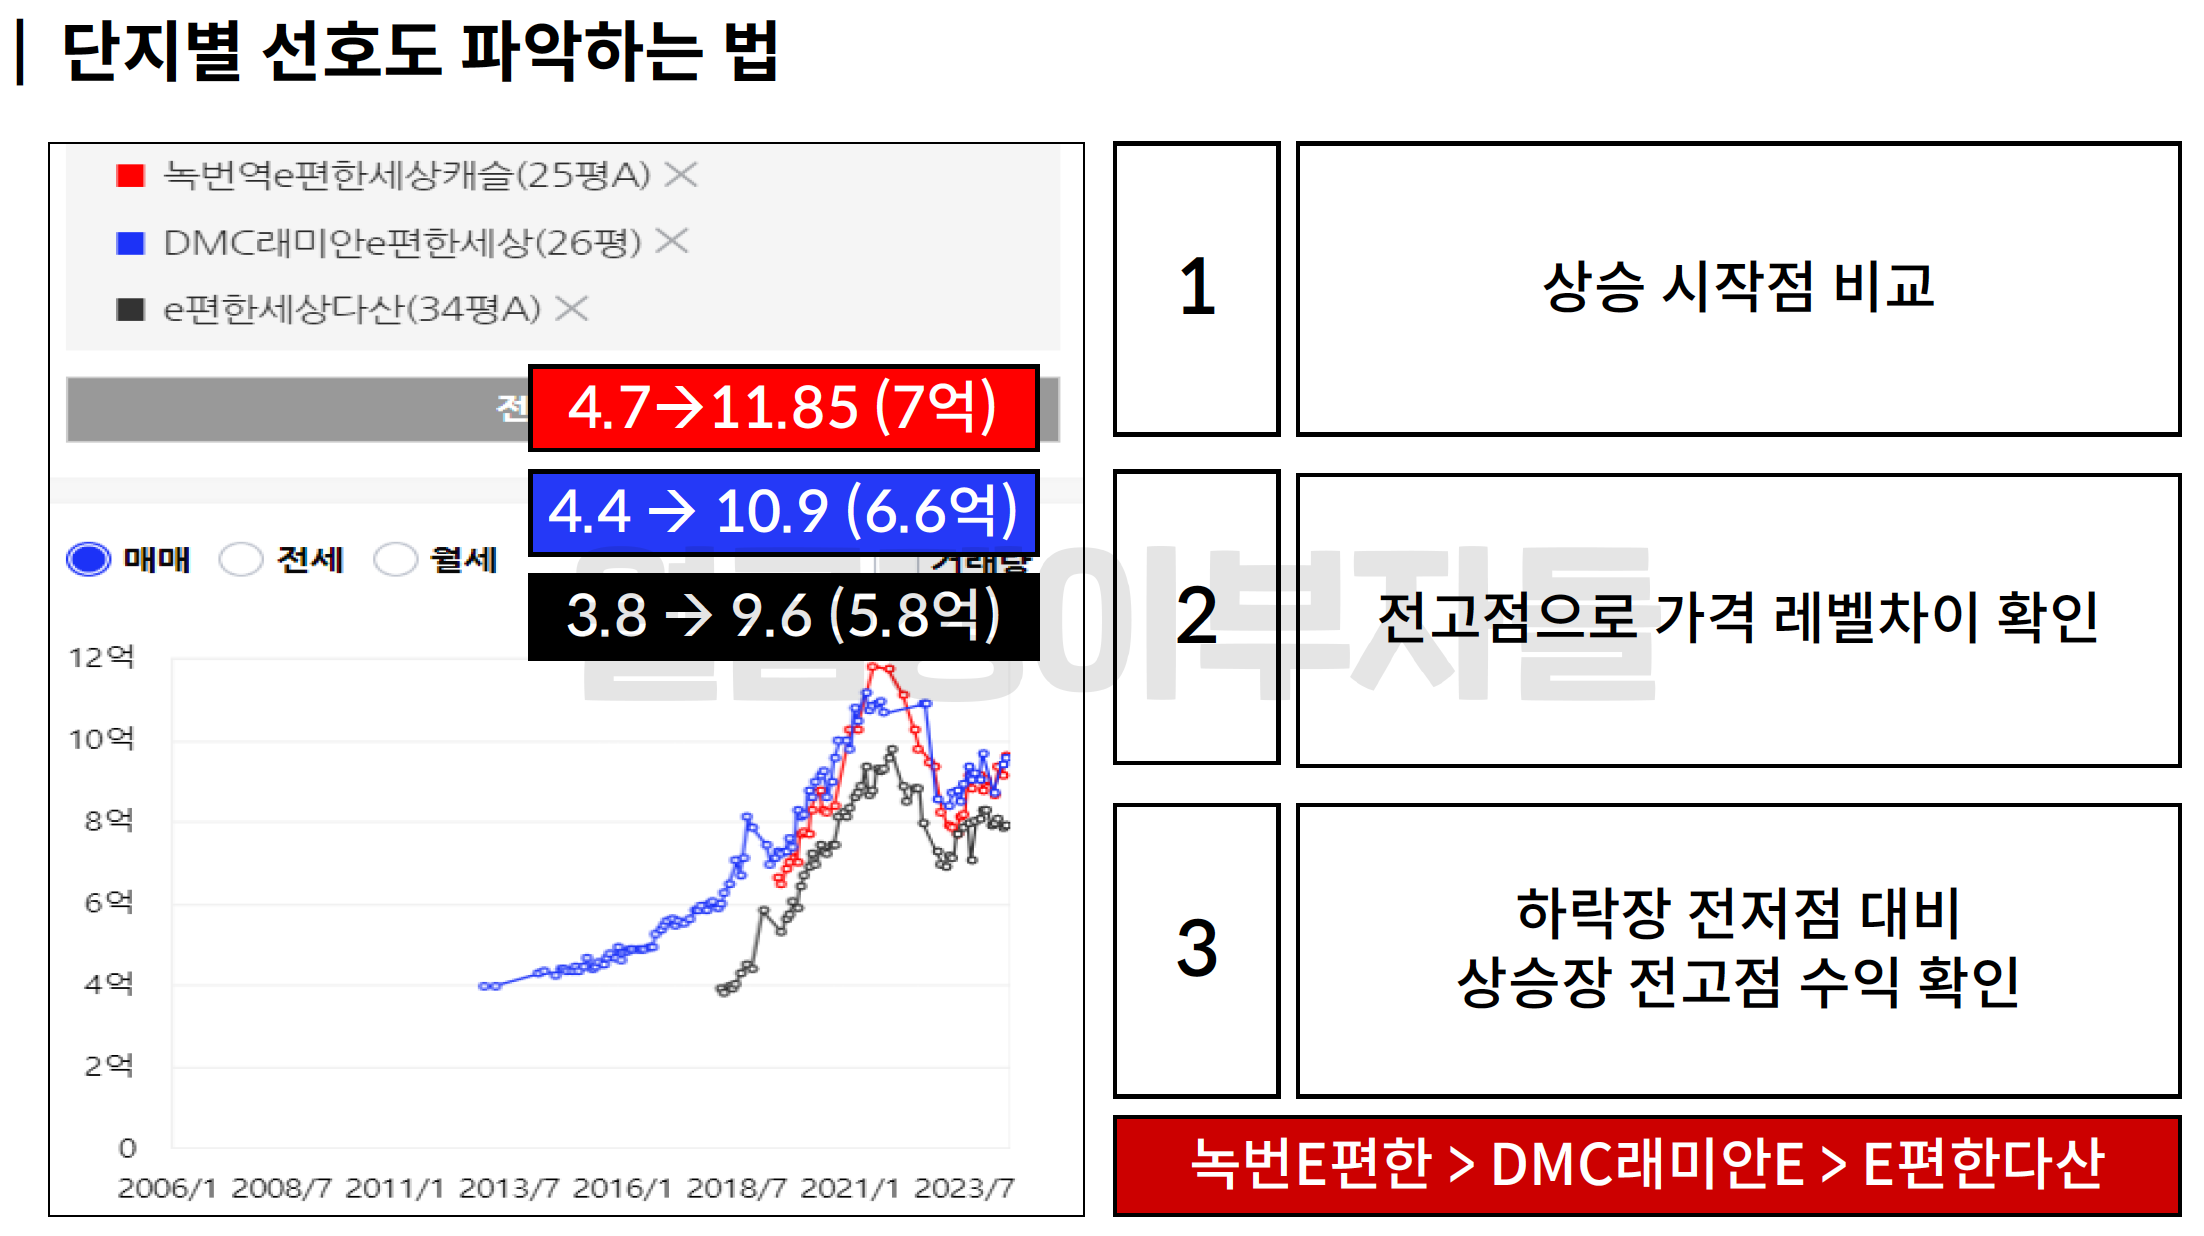 | 단지별 선호도 파악하는 법
녹번역e편한세상캐슬(25평A) ×
DMC래미안e편한세상(26평) ×
e편한세상다산(34평A) ×
전
4.7→11.85 (7억)
4.4 → 10.9 (6.6억)
3.8 → 9.6 (5.8억)
매매 전세 월세 거래량
12억
10억
8억
6억
4억
2억
0
2006/1 2008/7 2011/1 2013/7 2016/1 2018/7 2021/1 2023/7
1
상승 시작점 비교
2
전고점으로 가격 레벨차이 확인
3
하락장 전저점 대비
상승장 전고점 수익 확인
녹번E편한 > DMC래미안E > E편한다산